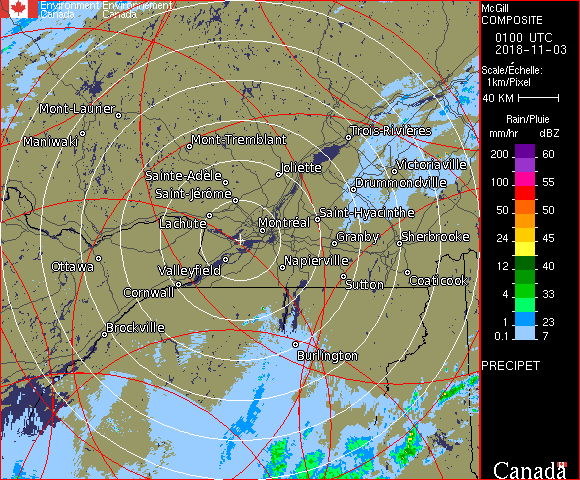 Environment Environnement
Canada Canada
Mont-Laurier
Maniwaki
Mont-Tremblant
Trois-Rivières
Sainte-Adèle
Joliette
Victoriaville
Drummondville
Saint-Jérôme
Lachute
Montréal
Saint-Hyacinthe
Granby
Sherbrooke
Ottawa
Valleyfield
Napierville
Cornwall
Sutton
Coaticook
Brockville
Burlington
McGill
COMPOSITE
0100 UTC
2018-11-03
Scale/Échelle:
1km/Pixel
40 KM
Rain/Pluie
mm/hr dBZ
200 60
100 55
50 50
24 45
12 40
4 33
1 23
0.1 7
PRECIPET
Canada